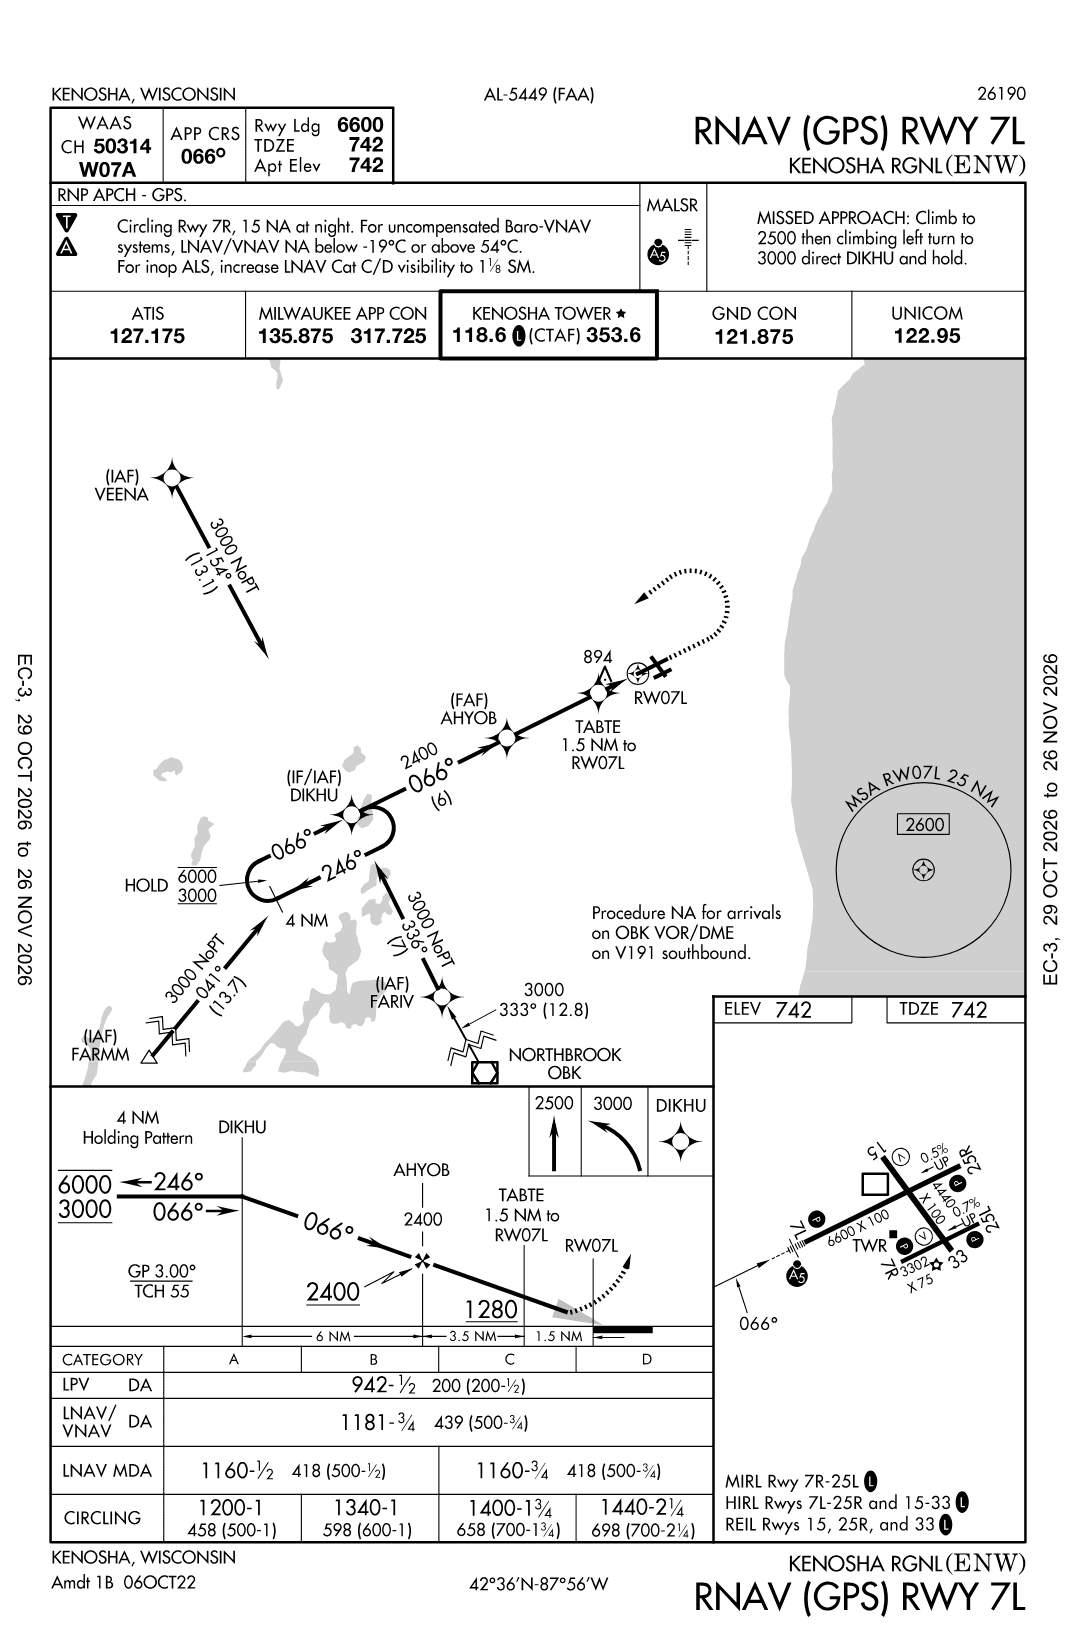 KENOSHA, WISCONSIN
AL-5449 (FAA)
26190
WAAS
CH 50314
W07A
APP CRS
066°
Rwy Ldg 6600
TDZE 742
Apt Elev 742
RNAV (GPS) RWY 7L
KENOSHA RGNL (ENW)
RNP APCH - GPS.
T
A
Circling Rwy 7R, 15 NA at night. For uncompensated Baro-VNAV
systems, LNAV/VNAV NA below -19°C or above 54°C.
For inop ALS, increase LNAV Cat C/D visibility to 1⅛ SM.
MALSR
A5
MISSED APPROACH: Climb to
2500 then climbing left turn to
3000 direct DIKHU and hold.
ATIS
127.175
MILWAUKEE APP CON
135.875 317.725
KENOSHA TOWER ★
118.6 L (CTAF) 353.6
GND CON
121.875
UNICOM
122.95
(IAF)
VEENA
3000 NoPT
154°
(13.1)
894
RW07L
(FAF)
AHYOB
TABTE
1.5 NM to
RW07L
2400
066°
(6)
(IF/IAF)
DIKHU
066°
246°
HOLD
6000
3000
4 NM
MSA RW07L 25 NM
2600
Procedure NA for arrivals
on OBK VOR/DME
on V191 southbound.
3000 NoPT
336°
(7)
3000 NoPT
041°
(13.7)
(IAF)
FARIV
3000
333° (12.8)
(IAF)
FARMM
NORTHBROOK
OBK
EC-3, 29 OCT 2026 to 26 NOV 2026
EC-3, 29 OCT 2026 to 26 NOV 2026
ELEV 742
TDZE 742
15
V
0.5%
UP
25R
P
4440
X 100
0.7%
UP
25L
P
7L
P
6600 X 100
TWR
P
V
7R
3302
X 75
33
A5
066°
MIRL Rwy 7R-25L L
HIRL Rwys 7L-25R and 15-33 L
REIL Rwys 15, 25R, and 33 L
4 NM
Holding Pattern
DIKHU
2500
3000
DIKHU
6000
3000
246°
066°
066°
AHYOB
2400
TABTE
1.5 NM to
RW07L
RW07L
GP 3.00°
TCH 55
2400
1280
6 NM
3.5 NM
1.5 NM
CATEGORY A B C D
LPV DA 942-½ 200 (200-½)
LNAV/
VNAV DA 1181-¾ 439 (500-¾)
LNAV MDA 1160-½ 418 (500-½) 1160-¾ 418 (500-¾)
CIRCLING
1200-1 1340-1 1400-1¾ 1440-2¼
458 (500-1) 598 (600-1) 658 (700-1¾) 698 (700-2¼)
KENOSHA, WISCONSIN
Amdt 1B 06OCT22
42°36'N-87°56'W
KENOSHA RGNL (ENW)
RNAV (GPS) RWY 7L